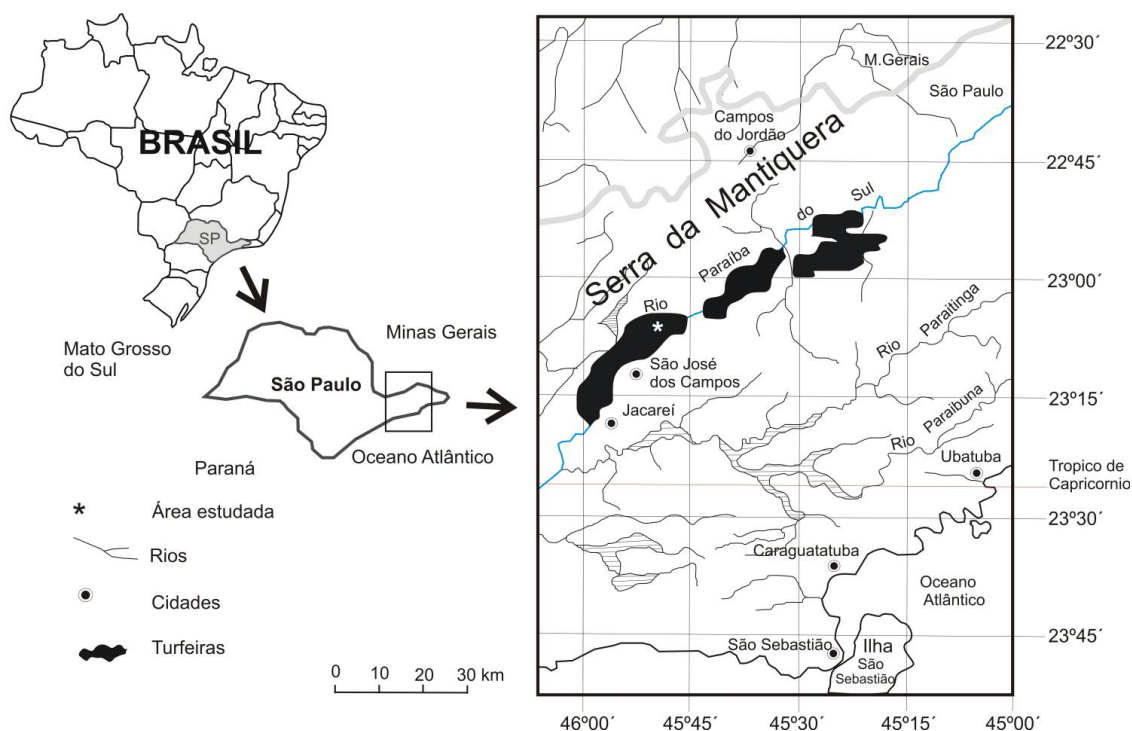 BRASIL
SP
Mato Grosso
do Sul
Minas Gerais
São Paulo
Paraná
Oceano Atlântico
* Área estudada
Rios
Cidades
Turfeiras
0 10 20 30 km
M.Gerais
São Paulo
Campos
do Jordão
Serra da Mantiquera
Rio Paraíba do Sul
*
São José
dos Campos
Jacareí
Rio Paraitinga
Rio Paraibuna
Ubatuba
Caraguatatuba
Oceano
Atlântico
São Sebastião
Ilha
São
Sebastião
22º30´
22º45´
23º00´
23º15´
Tropico de
Capricornio
23º30´
23º45´
46º00´ 45º45´ 45º30´ 45º15´ 45º00´